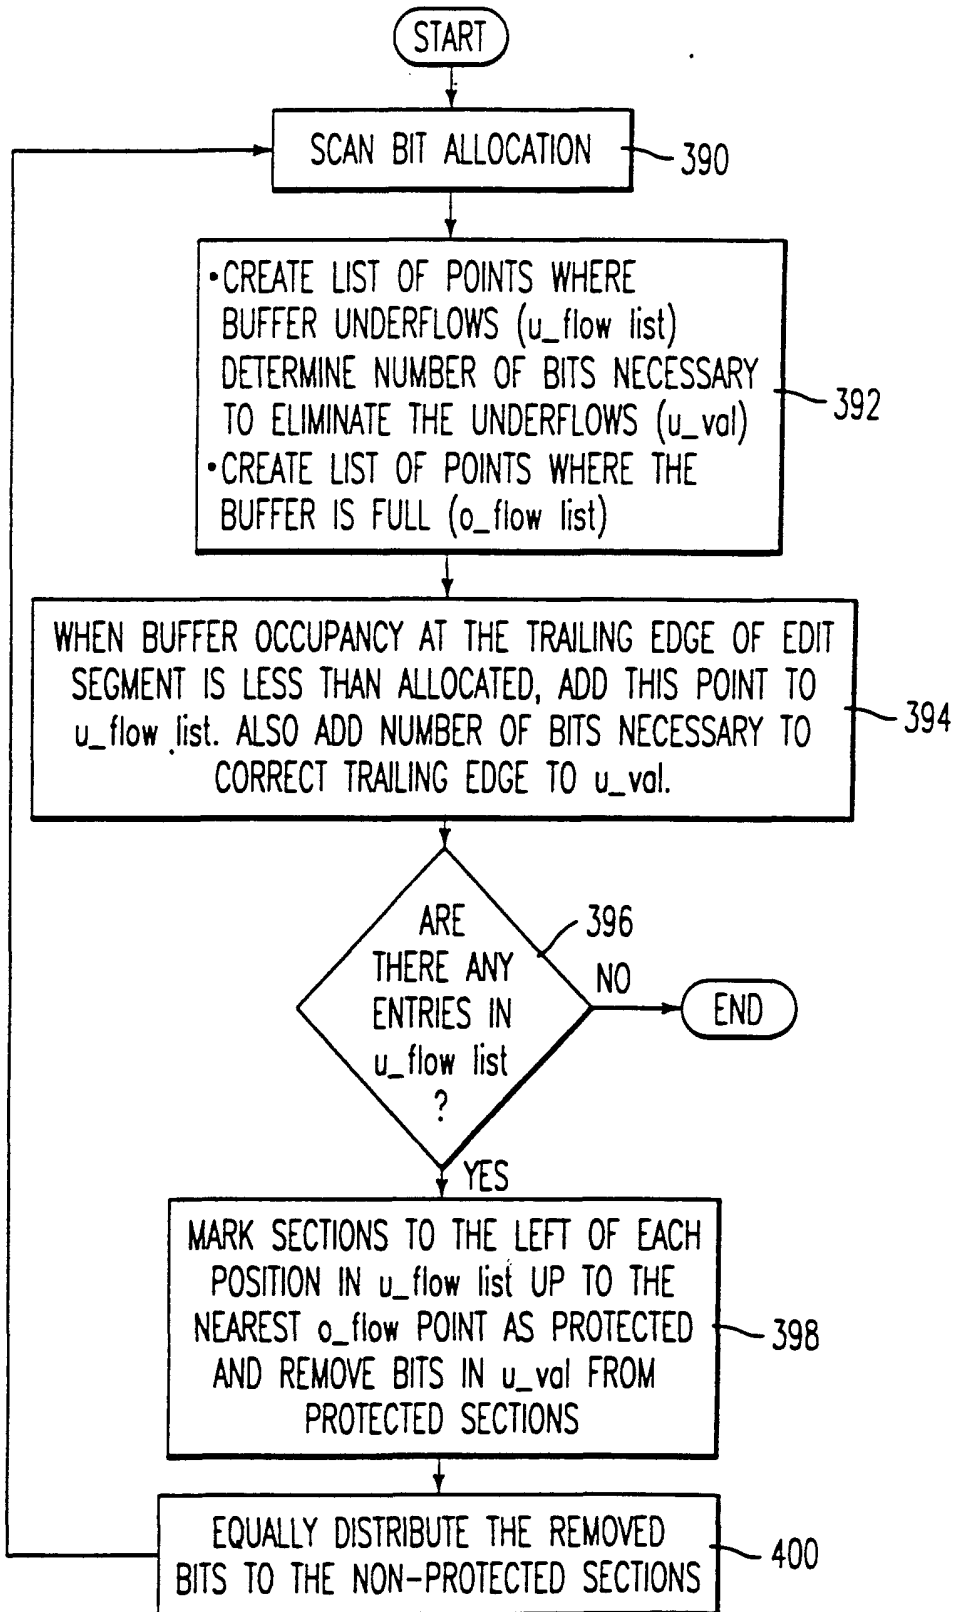 START
SCAN BIT ALLOCATION
390
•CREATE LIST OF POINTS WHERE
BUFFER UNDERFLOWS (u_flow list)
DETERMINE NUMBER OF BITS NECESSARY
TO ELIMINATE THE UNDERFLOWS (u_val)
•CREATE LIST OF POINTS WHERE THE
BUFFER IS FULL (o_flow list)
392
WHEN BUFFER OCCUPANCY AT THE TRAILING EDGE OF EDIT
SEGMENT IS LESS THAN ALLOCATED, ADD THIS POINT TO
u_flow list. ALSO ADD NUMBER OF BITS NECESSARY TO
CORRECT TRAILING EDGE TO u_val.
394
ARE
THERE ANY
ENTRIES IN
u_flow list
?
396
NO
END
YES
MARK SECTIONS TO THE LEFT OF EACH
POSITION IN u_flow list UP TO THE
NEAREST o_flow POINT AS PROTECTED
AND REMOVE BITS IN u_val FROM
PROTECTED SECTIONS
398
EQUALLY DISTRIBUTE THE REMOVED
BITS TO THE NON-PROTECTED SECTIONS
400